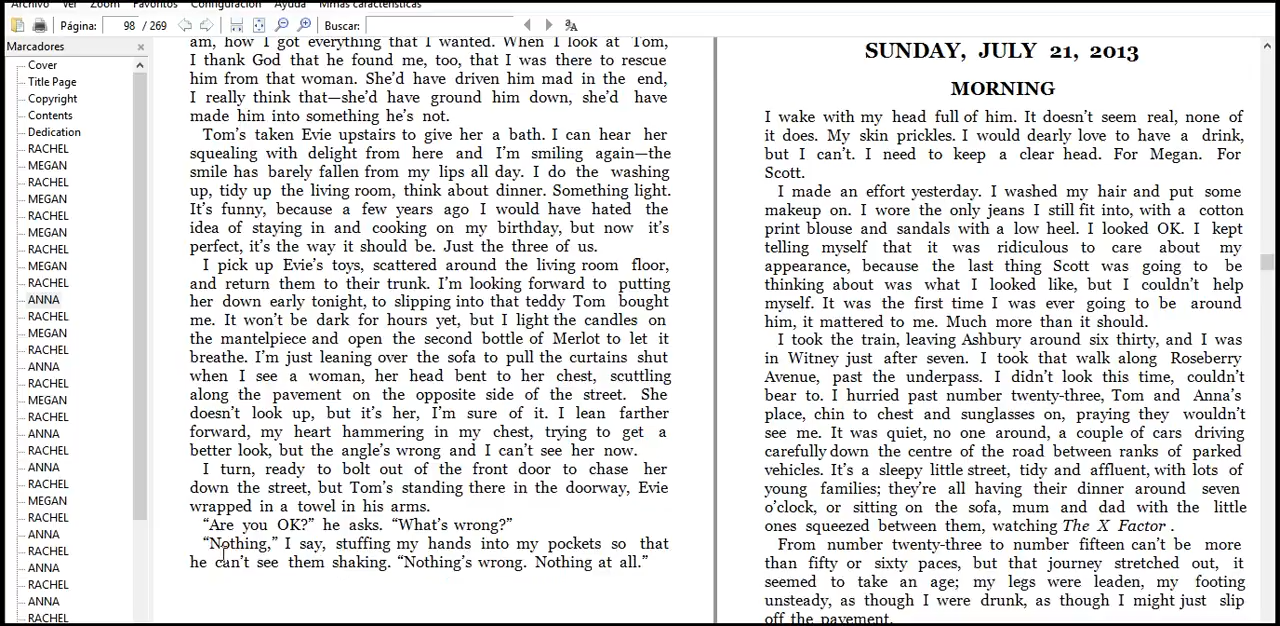 Archivo Ver Zoom Favoritos Configuración Ayuda Mínas características
Página: 98 / 269 Buscar:
Marcadores ×
Cover
Title Page
Copyright
Contents
Dedication
RACHEL
MEGAN
RACHEL
MEGAN
RACHEL
MEGAN
RACHEL
MEGAN
RACHEL
ANNA
RACHEL
MEGAN
RACHEL
ANNA
RACHEL
MEGAN
RACHEL
ANNA
RACHEL
ANNA
RACHEL
MEGAN
RACHEL
ANNA
RACHEL
ANNA
RACHEL
ANNA
RACHEL
am, how I got everything that I wanted. When I look at Tom,
I thank God that he found me, too, that I was there to rescue
him from that woman. She’d have driven him mad in the end,
I really think that—she’d have ground him down, she’d have
made him into something he’s not.
Tom’s taken Evie upstairs to give her a bath. I can hear her
squealing with delight from here and I’m smiling again—the
smile has barely fallen from my lips all day. I do the washing
up, tidy up the living room, think about dinner. Something light.
It’s funny, because a few years ago I would have hated the
idea of staying in and cooking on my birthday, but now it’s
perfect, it’s the way it should be. Just the three of us.
I pick up Evie’s toys, scattered around the living room floor,
and return them to their trunk. I’m looking forward to putting
her down early tonight, to slipping into that teddy Tom bought
me. It won’t be dark for hours yet, but I light the candles on
the mantelpiece and open the second bottle of Merlot to let it
breathe. I’m just leaning over the sofa to pull the curtains shut
when I see a woman, her head bent to her chest, scuttling
along the pavement on the opposite side of the street. She
doesn’t look up, but it’s her, I’m sure of it. I lean farther
forward, my heart hammering in my chest, trying to get a
better look, but the angle’s wrong and I can’t see her now.
I turn, ready to bolt out of the front door to chase her
down the street, but Tom’s standing there in the doorway, Evie
wrapped in a towel in his arms.
“Are you OK?” he asks. “What’s wrong?”
“Nothing,” I say, stuffing my hands into my pockets so that
he can’t see them shaking. “Nothing’s wrong. Nothing at all.”
SUNDAY, JULY 21, 2013
MORNING
I wake with my head full of him. It doesn’t seem real, none of
it does. My skin prickles. I would dearly love to have a drink,
but I can’t. I need to keep a clear head. For Megan. For
Scott.
I made an effort yesterday. I washed my hair and put some
makeup on. I wore the only jeans I still fit into, with a cotton
print blouse and sandals with a low heel. I looked OK. I kept
telling myself that it was ridiculous to care about my
appearance, because the last thing Scott was going to be
thinking about was what I looked like, but I couldn’t help
myself. It was the first time I was ever going to be around
him, it mattered to me. Much more than it should.
I took the train, leaving Ashbury around six thirty, and I was
in Witney just after seven. I took that walk along Roseberry
Avenue, past the underpass. I didn’t look this time, couldn’t
bear to. I hurried past number twenty-three, Tom and Anna’s
place, chin to chest and sunglasses on, praying they wouldn’t
see me. It was quiet, no one around, a couple of cars driving
carefully down the centre of the road between ranks of parked
vehicles. It’s a sleepy little street, tidy and affluent, with lots of
young families; they’re all having their dinner around seven
o’clock, or sitting on the sofa, mum and dad with the little
ones squeezed between them, watching The X Factor .
From number twenty-three to number fifteen can’t be more
than fifty or sixty paces, but that journey stretched out, it
seemed to take an age; my legs were leaden, my footing
unsteady, as though I were drunk, as though I might just slip
off the pavement.